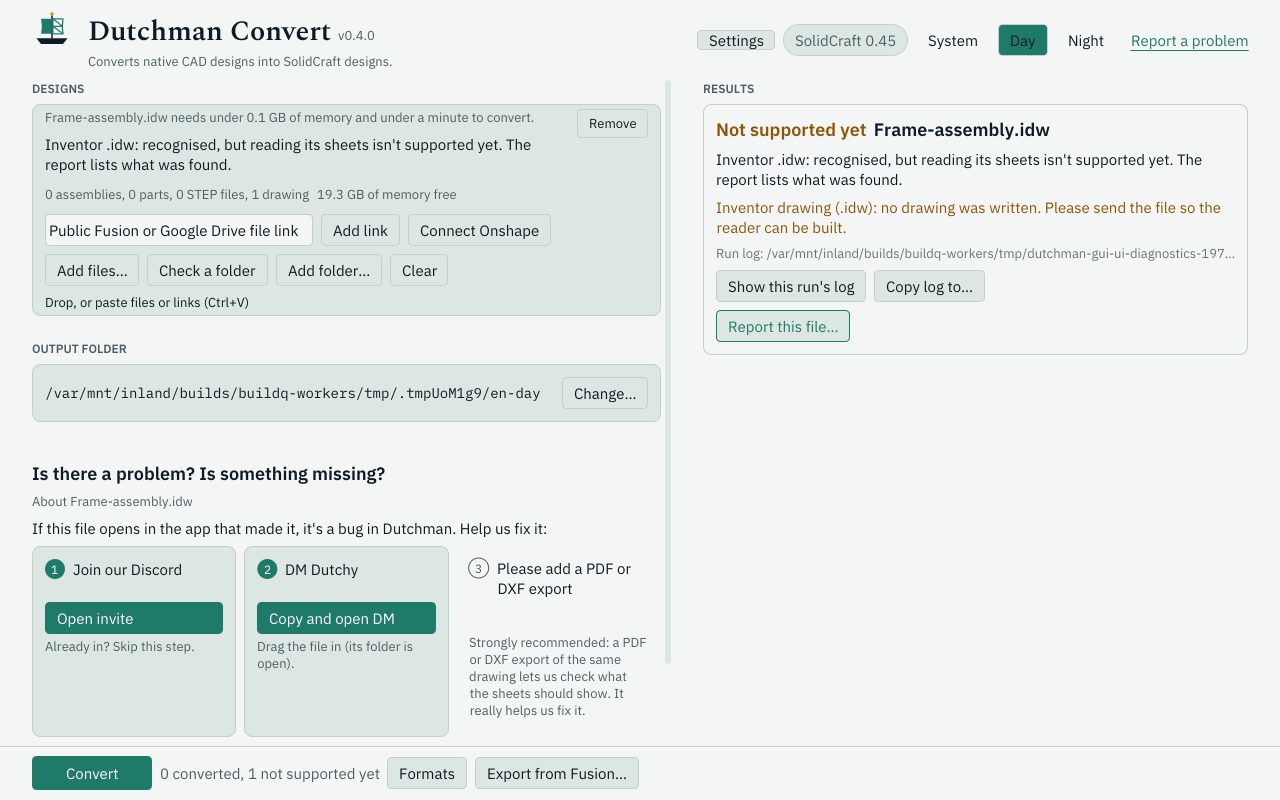 Dutchman Convert v0.4.0
Converts native CAD designs into SolidCraft designs.
Settings
SolidCraft 0.45
System
Day
Night
Report a problem
DESIGNS
Frame-assembly.idw needs under 0.1 GB of memory and under a minute to convert.
Remove
Inventor .idw: recognised, but reading its sheets isn't supported yet. The
report lists what was found.
0 assemblies, 0 parts, 0 STEP files, 1 drawing 19.3 GB of memory free
Public Fusion or Google Drive file link
Add link
Connect Onshape
Add files...
Check a folder
Add folder...
Clear
Drop, or paste files or links (Ctrl+V)
OUTPUT FOLDER
/var/mnt/inland/builds/buildq-workers/tmp/.tmpUoM1g9/en-day
Change...
Is there a problem? Is something missing?
About Frame-assembly.idw
If this file opens in the app that made it, it's a bug in Dutchman. Help us fix it:
1 Join our Discord
Open invite
Already in? Skip this step.
2 DM Dutchy
Copy and open DM
Drag the file in (its folder is
open).
3 Please add a PDF or
DXF export
Strongly recommended: a PDF
or DXF export of the same
drawing lets us check what
the sheets should show. It
really helps us fix it.
RESULTS
Not supported yet Frame-assembly.idw
Inventor .idw: recognised, but reading its sheets isn't supported yet. The
report lists what was found.
Inventor drawing (.idw): no drawing was written. Please send the file so the
reader can be built.
Run log: /var/mnt/inland/builds/buildq-workers/tmp/dutchman-gui-ui-diagnostics-197...
Show this run's log
Copy log to...
Report this file...
Convert
0 converted, 1 not supported yet
Formats
Export from Fusion...